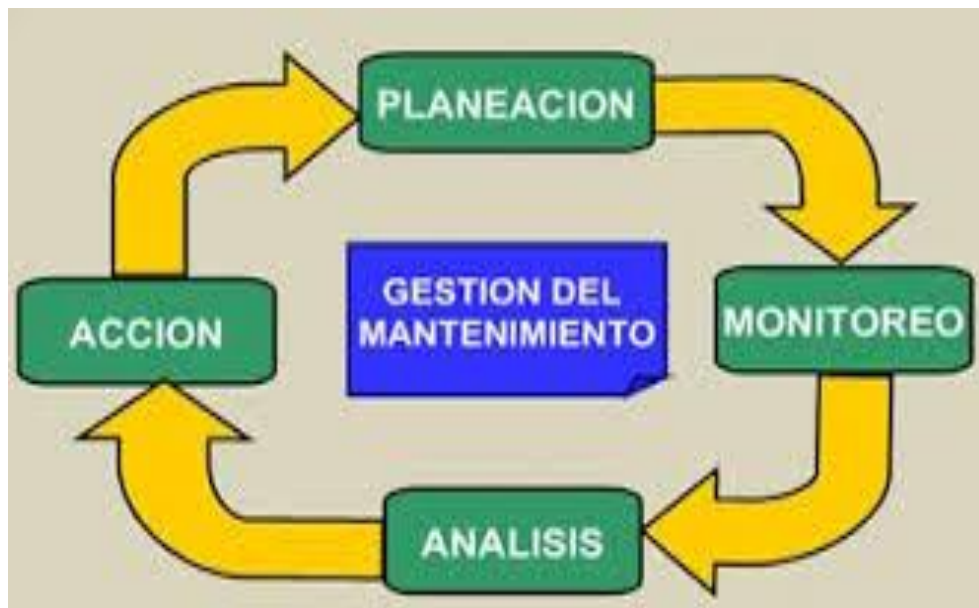 PLANEACION
GESTION DEL
MANTENIMIENTO
ACCION
MONITOREO
ANALISIS